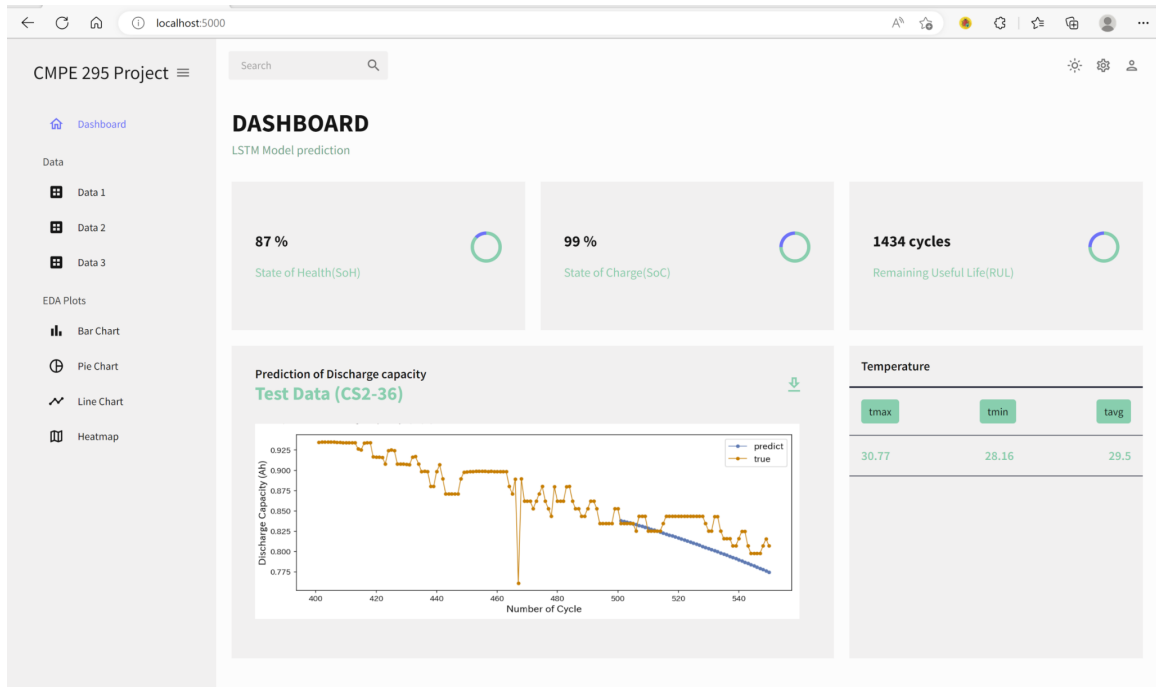 localhost:5000
CMPE 295 Project
Dashboard
Data
Data 1
Data 2
Data 3
EDA Plots
Bar Chart
Pie Chart
Line Chart
Heatmap
Search
DASHBOARD
LSTM Model prediction
87 %
State of Health(SoH)
99 %
State of Charge(SoC)
1434 cycles
Remaining Useful Life(RUL)
Prediction of Discharge capacity
Test Data (CS2-36)
Discharge Capacity (Ah)
0.925
0.900
0.875
0.850
0.825
0.800
0.775
400 420 440 460 480 500 520 540
Number of Cycle
predict
true
Temperature
tmax tmin tavg
30.77 28.16 29.5